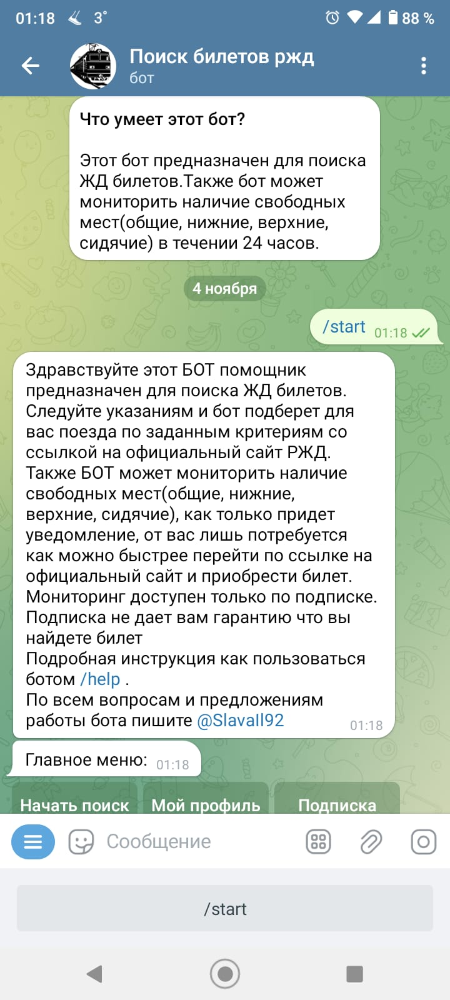 01:18 3° 88 %
Поиск билетов ржд
бот
Что умеет этот бот?
Этот бот предназначен для поиска
ЖД билетов.Также бот может
мониторить наличие свободных
мест(общие, нижние, верхние,
сидячие) в течении 24 часов.
4 ноября
/start 01:18
Здравствуйте этот БОТ помощник
предназначен для поиска ЖД билетов.
Следуйте указаниям и бот подберет для
вас поезда по заданным критериям со
ссылкой на официальный сайт РЖД.
Также БОТ может мониторить наличие
свободных мест(общие, нижние,
верхние, сидячие), как только придет
уведомление, от вас лишь потребуется
как можно быстрее перейти по ссылке на
официальный сайт и приобрести билет.
Мониторинг доступен только по подписке.
Подписка не дает вам гарантию что вы
найдете билет
Подробная инструкция как пользоваться
ботом /help .
По всем вопросам и предложениям
работы бота пишите @SlavaIl92 01:18
Главное меню: 01:18
Начать поиск Мой профиль Подписка
Сообщение
/start